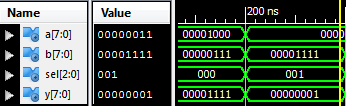 Name Value 200 ns
a[7:0] 00000011 00001000 0000
b[7:0] 00001111 00000111 00001111
sel[2:0] 001 000 001
y[7:0] 00000001 00001111 00000001